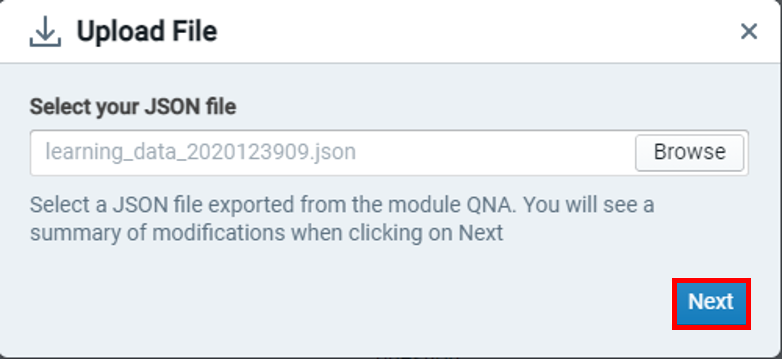 Upload File
Select your JSON file
learning_data_2020123909.json
Browse
Select a JSON file exported from the module QNA. You will see a
summary of modifications when clicking on Next
Next